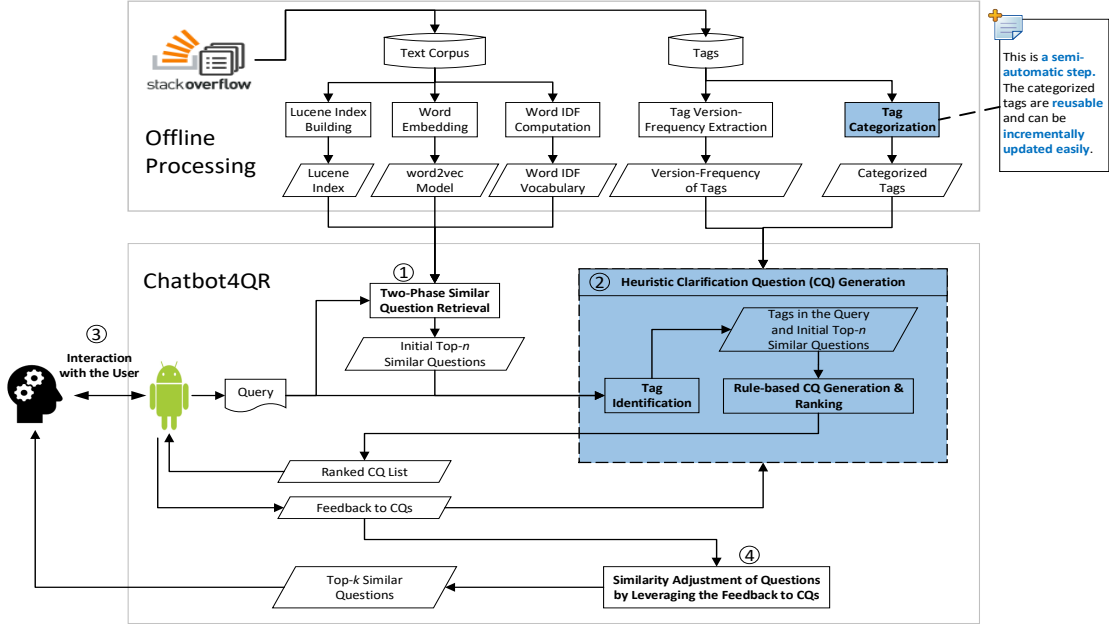 stackoverflow
Offline
Processing
Text Corpus
Tags
Lucene Index
Building
Word
Embedding
Word IDF
Computation
Tag Version-
Frequency Extraction
Tag
Categorization
Lucene
Index
word2vec
Model
Word IDF
Vocabulary
Version-Frequency
of Tags
Categorized
Tags
This is a semi-
automatic step.
The categorized
tags are reusable
and can be
incrementally
updated easily.
Chatbot4QR
①
Two-Phase Similar
Question Retrieval
Initial Top-n
Similar Questions
② Heuristic Clarification Question (CQ) Generation
Tags in the Query
and Initial Top-n
Similar Questions
Tag
Identification
Rule-based CQ Generation &
Ranking
③
Interaction
with the User
Query
Ranked CQ List
Feedback to CQs
④
Similarity Adjustment of Questions
by Leveraging the Feedback to CQs
Top-k Similar
Questions